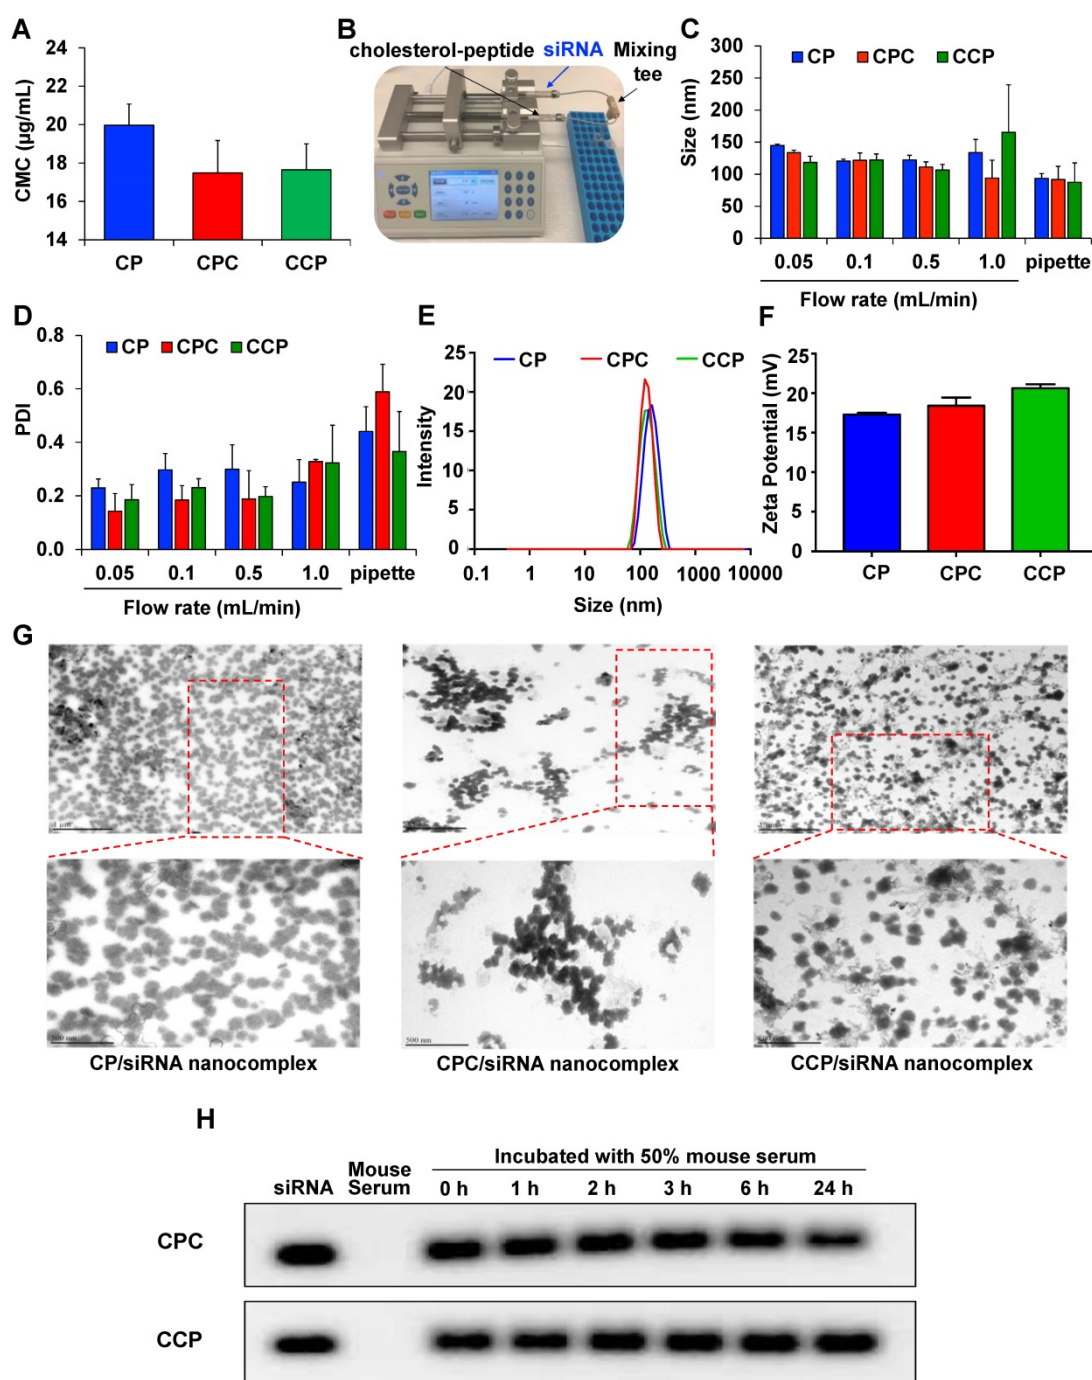 A
CMC (μg/mL)
22
20
18
16
14
CP
CPC
CCP
B
cholesterol-peptide siRNA Mixing
tee
C
Size (nm)
300
250
200
150
100
50
0
CP
CPC
CCP
0.05
0.1
0.5
1.0
pipette
Flow rate (mL/min)
D
PDI
0.8
0.6
0.4
0.2
0.0
CP
CPC
CCP
0.05
0.1
0.5
1.0
pipette
Flow rate (mL/min)
E
Intensity
25
20
15
10
5
0
CP
CPC
CCP
0.1
1
10
100
1000
10000
Size (nm)
F
Zeta Potential (mV)
25
20
15
10
5
0
CP
CPC
CCP
G
1 μm
500 nm
500 nm
CP/siRNA nanocomplex
CPC/siRNA nanocomplex
CCP/siRNA nanocomplex
H
Incubated with 50% mouse serum
siRNA
Mouse
Serum
0 h
1 h
2 h
3 h
6 h
24 h
CPC
CCP